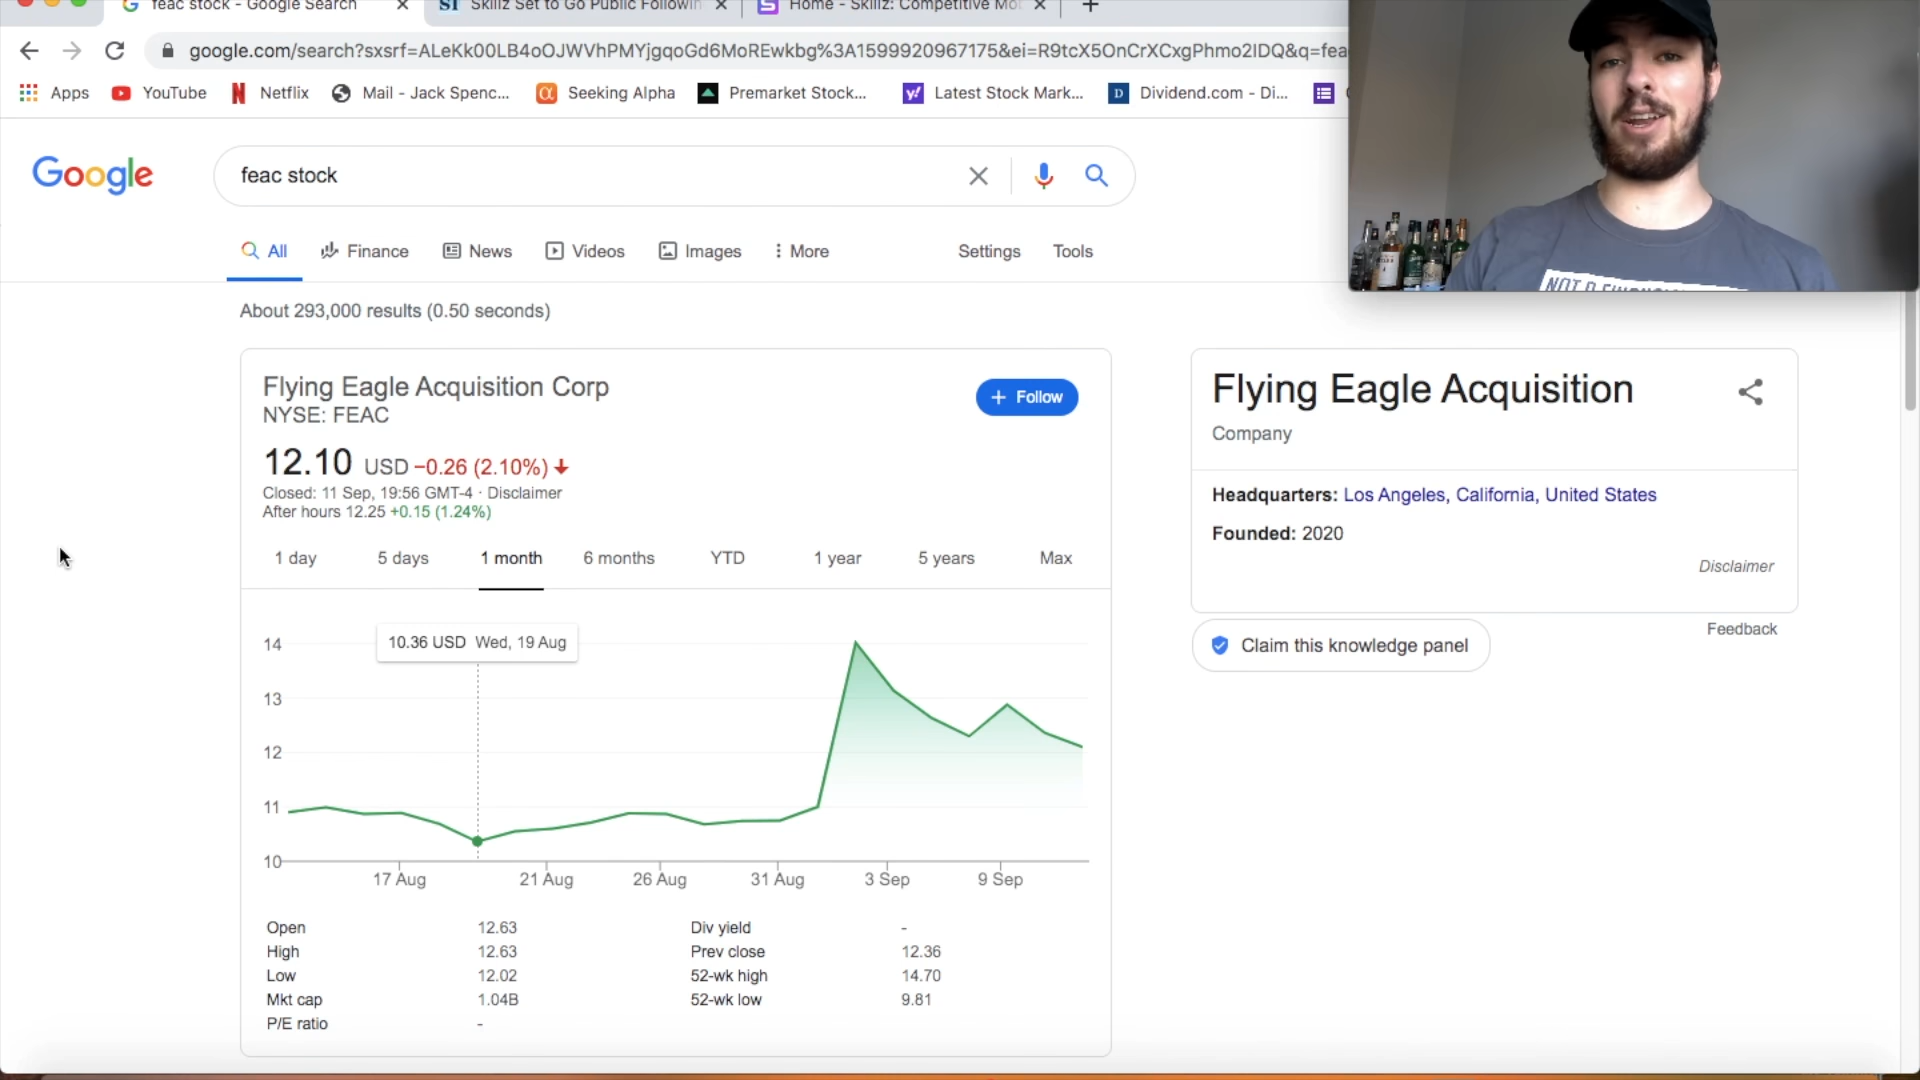 feac stock - Google Search
ST Skillz Set to Go Public Followin
S Home - Skillz: Competitive Mo
google.com/search?sxsrf=ALeKk00LB4oOJWVhPMYjgqoGd6MoREwkbg%3A1599920967175&ei=R9tcX5OnCrXCxgPhmo2IDQ&q=fea
Apps YouTube Netflix Mail - Jack Spenc... Seeking Alpha Premarket Stock... y! Latest Stock Mark... D Dividend.com - Di...
Google
feac stock
All Finance News Videos Images More Settings Tools
About 293,000 results (0.50 seconds)
Flying Eagle Acquisition Corp
NYSE: FEAC
+ Follow
12.10 USD −0.26 (2.10%)
Closed: 11 Sep, 19:56 GMT-4 · Disclaimer
After hours 12.25 +0.15 (1.24%)
1 day 5 days 1 month 6 months YTD 1 year 5 years Max
10.36 USD Wed, 19 Aug
14
13
12
11
10
17 Aug 21 Aug 26 Aug 31 Aug 3 Sep 9 Sep
Open 12.63 Div yield -
High 12.63 Prev close 12.36
Low 12.02 52-wk high 14.70
Mkt cap 1.04B 52-wk low 9.81
P/E ratio -
Flying Eagle Acquisition
Company
Headquarters: Los Angeles, California, United States
Founded: 2020
Disclaimer
Feedback
Claim this knowledge panel